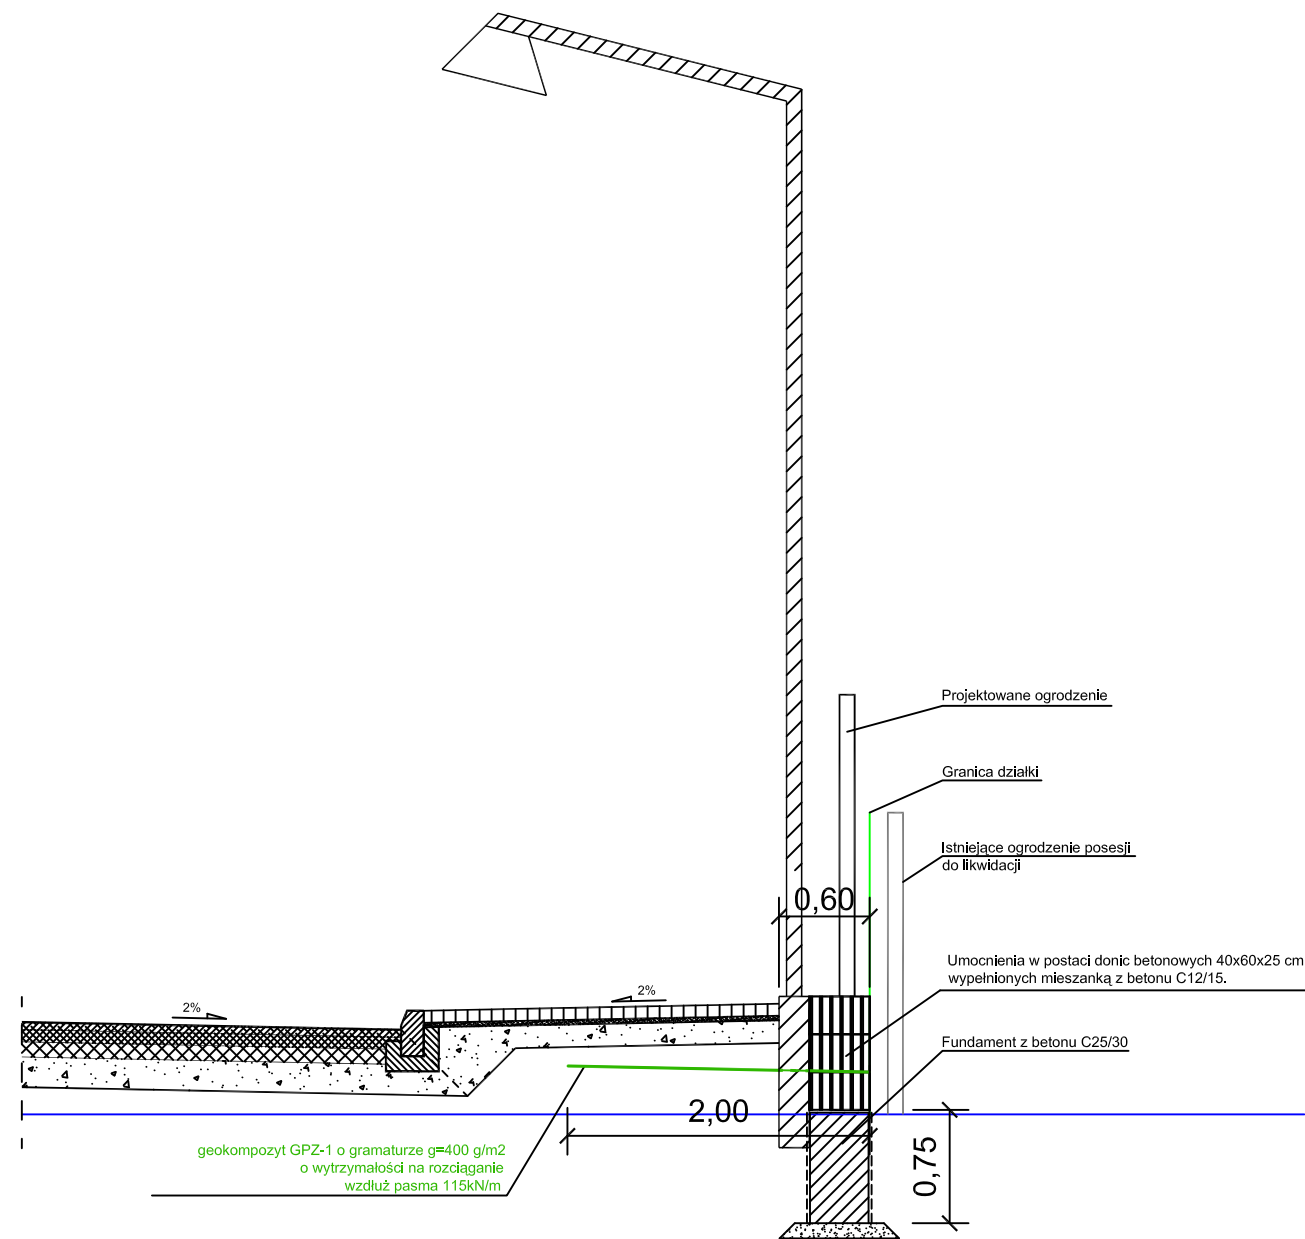 Projektowane ogrodzenie
Granica działki
Istniejące ogrodzenie posesji
do likwidacji
0,60
Umocnienia w postaci donic betonowych 40x60x25 cm
wypełnionych mieszanką z betonu C12/15.
2%
2%
Fundament z betonu C25/30
2,00
0,75
geokompozyt GPZ-1 o gramaturze g=400 g/m2
o wytrzymałości na rozciąganie
wzdłuż pasma 115kN/m